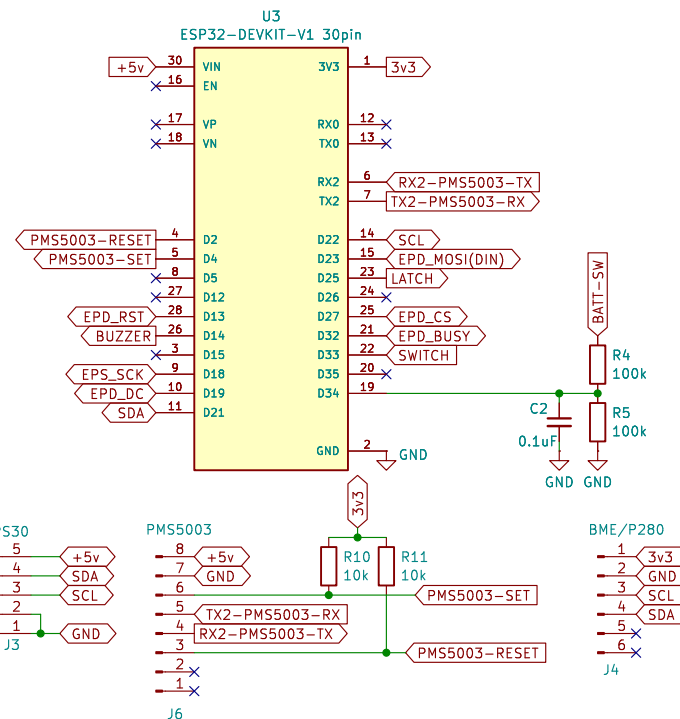 U3
ESP32-DEVKIT-V1 30pin
+5v 30 VIN 3V3 1 3v3
16 EN
17 VP RX0 12
18 VN TX0 13
RX2 6 RX2-PMS5003-TX
TX2 7 TX2-PMS5003-RX
PMS5003-RESET 4 D2 D22 14 SCL
PMS5003-SET 5 D4 D23 15 EPD_MOSI(DIN)
8 D5 D25 23 LATCH
27 D12 D26 24
EPD_RST 28 D13 D27 25 EPD_CS
BUZZER 26 D14 D32 21 EPD_BUSY
3 D15 D33 22 SWITCH
EPS_SCK 9 D18 D35 20
EPD_DC 10 D19 D34 19
SDA 11 D21
GND 2 GND
BATT-SW
R4
100k
C2
0.1uF
R5
100k
GND GND
PS30
5 +5v
4 SDA
3 SCL
2
1 GND
J3
3v3
R10
10k
R11
10k
PMS5003
8 +5v
7 GND
6 PMS5003-SET
5 TX2-PMS5003-RX
4 RX2-PMS5003-TX
3 PMS5003-RESET
2
1
J6
BME/P280
1 3v3
2 GND
3 SCL
4 SDA
5
6
J4